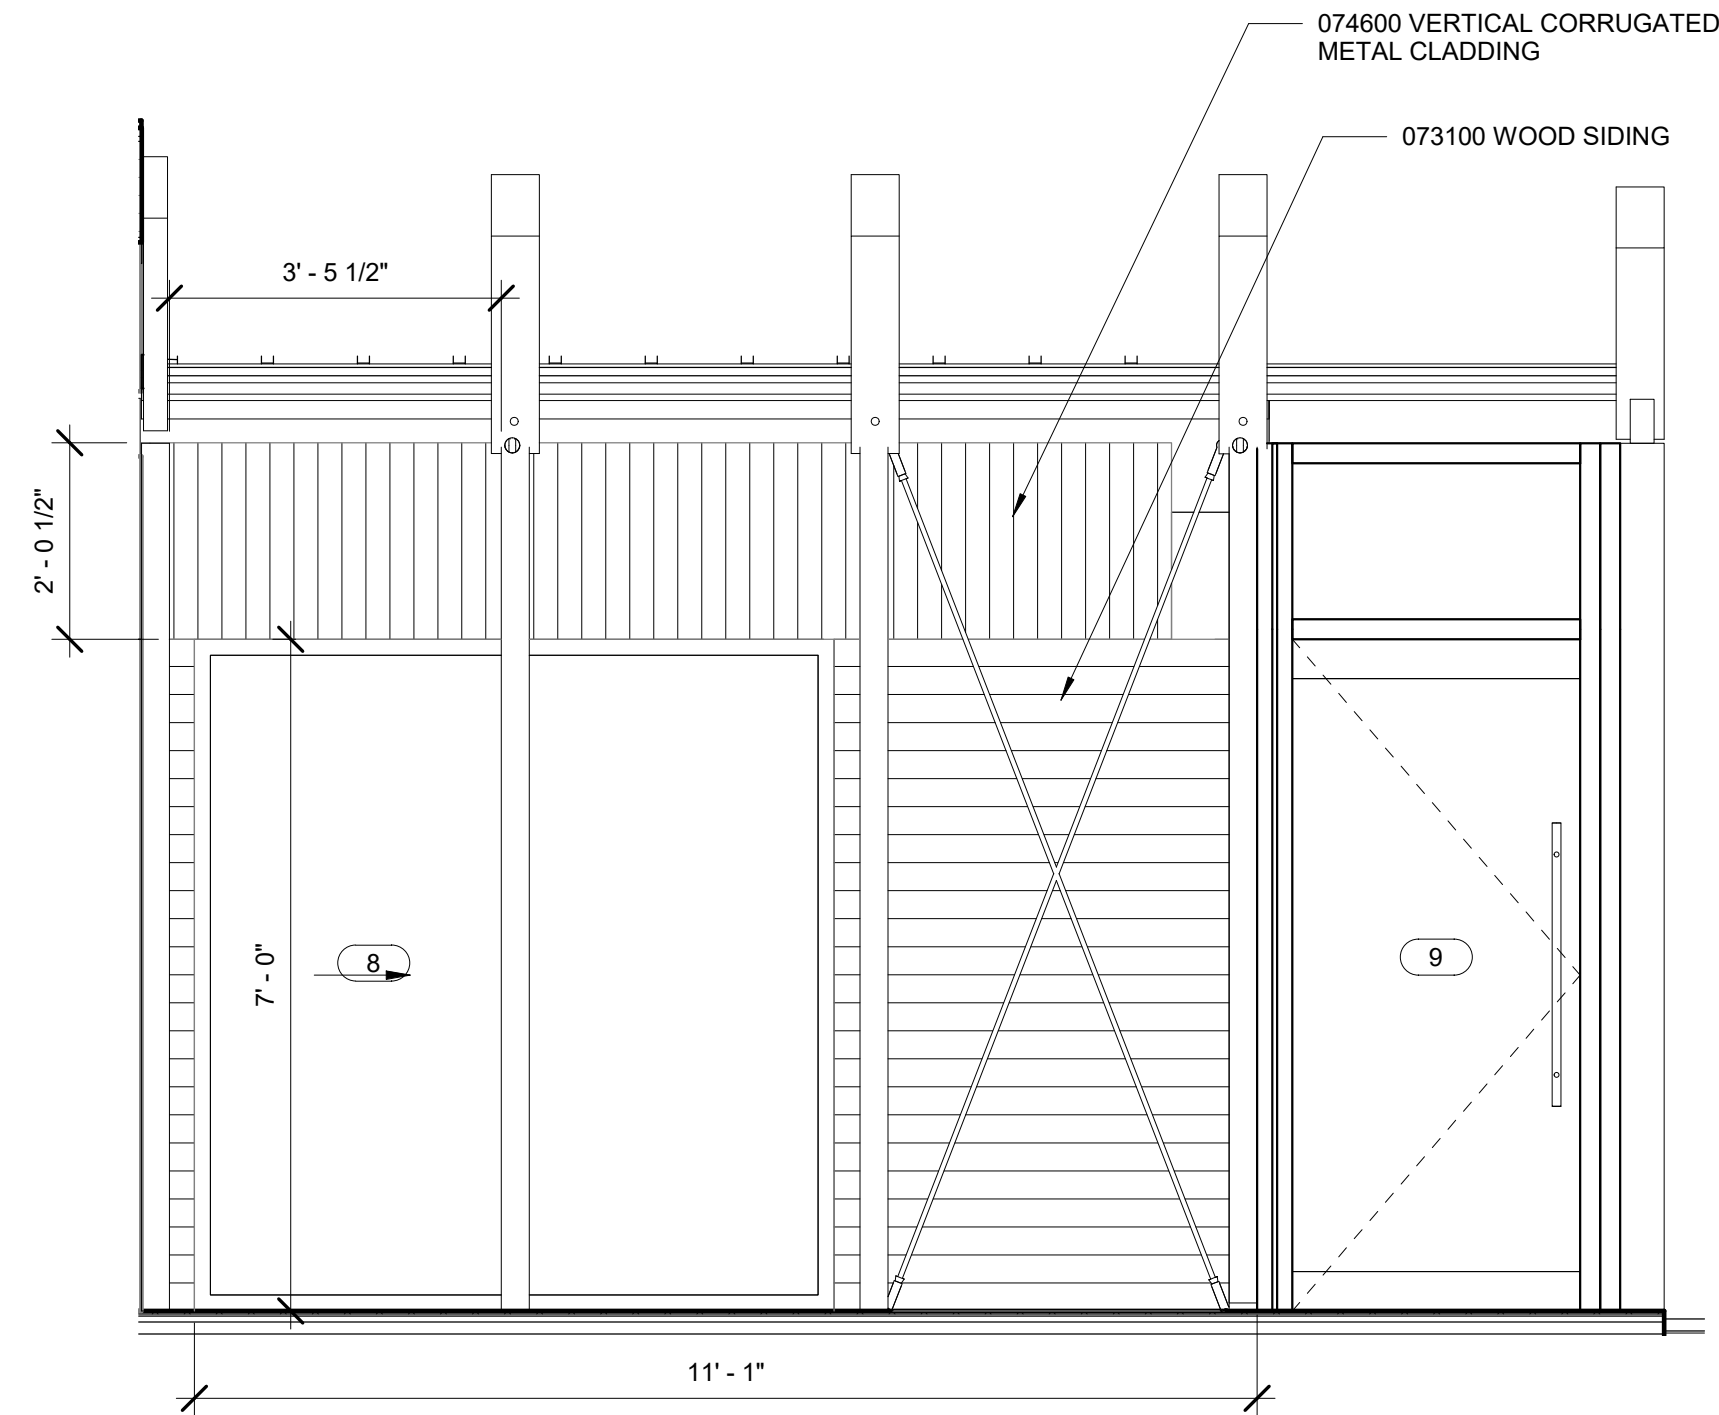 074600 VERTICAL CORRUGATED
METAL CLADDING
073100 WOOD SIDING
3' - 5 1/2"
2' - 0 1/2"
7' - 0"
8
9
11' - 1"